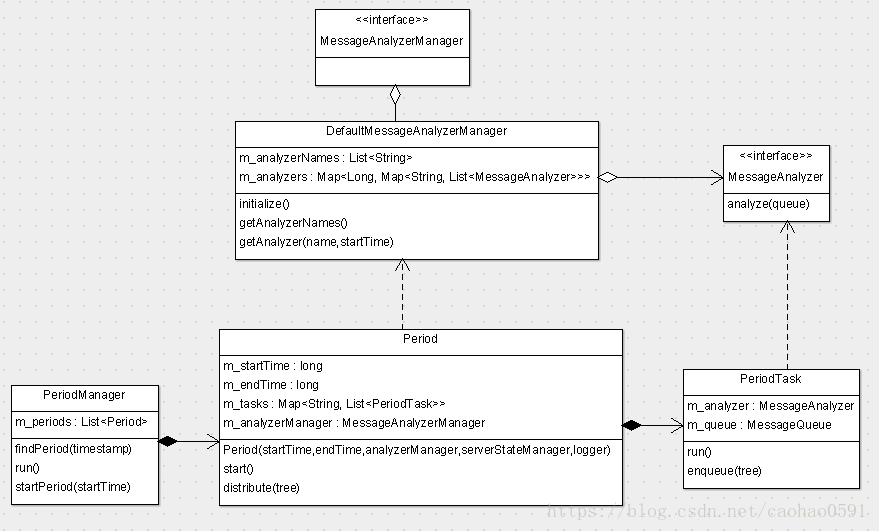 <<interface>>
MessageAnalyzerManager
DefaultMessageAnalyzerManager
m_analyzerNames : List<String>
m_analyzers : Map<Long, Map<String, List<MessageAnalyzer>>>
initialize()
getAnalyzerNames()
getAnalyzer(name,startTime)
<<interface>>
MessageAnalyzer
analyze(queue)
Period
m_startTime : long
m_endTime : long
m_tasks : Map<String, List<PeriodTask>>
m_analyzerManager : MessageAnalyzerManager
Period(startTime,endTime,analyzerManager,serverStateManager,logger)
start()
distribute(tree)
PeriodManager
m_periods : List<Period>
findPeriod(timestamp)
run()
startPeriod(startTime)
PeriodTask
m_analyzer : MessageAnalyzer
m_queue : MessageQueue
run()
enqueue(tree)
https://blog.csdn.net/caohao0591